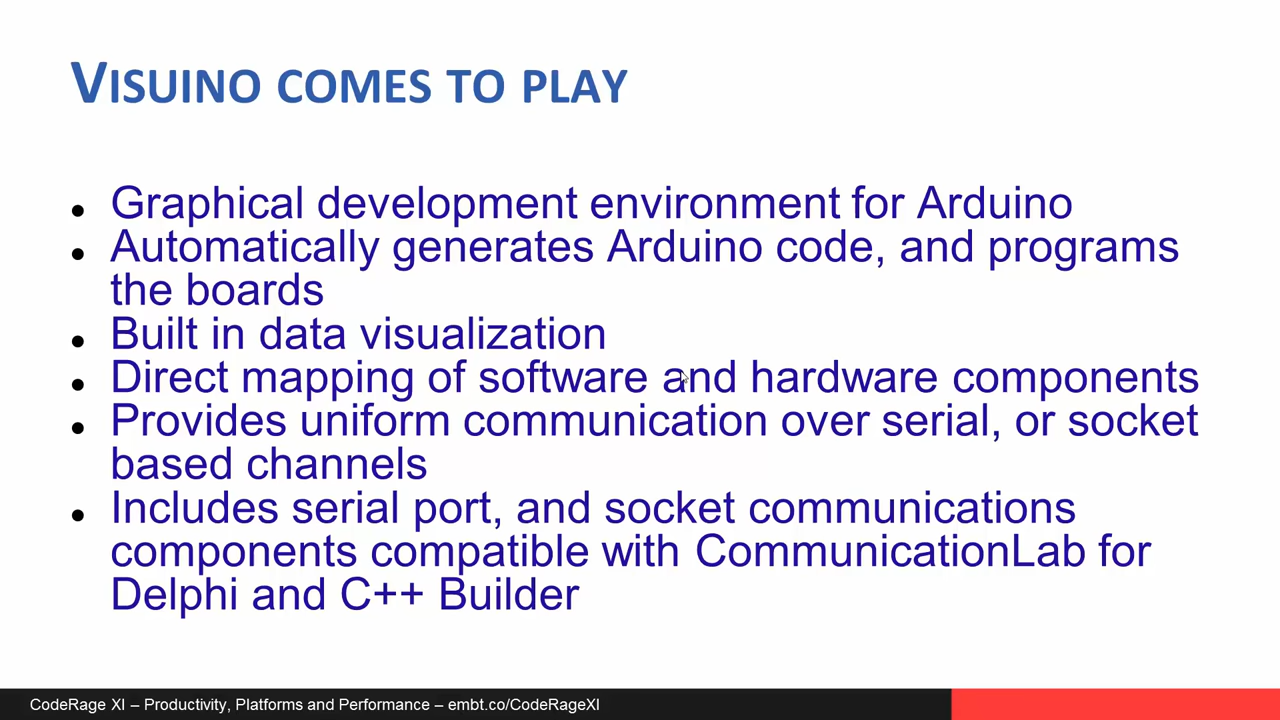 VISUINO COMES TO PLAY
● Graphical development environment for Arduino
● Automatically generates Arduino code, and programs
the boards
● Built in data visualization
● Direct mapping of software and hardware components
● Provides uniform communication over serial, or socket
based channels
● Includes serial port, and socket communications
components compatible with CommunicationLab for
Delphi and C++ Builder
CodeRage XI – Productivity, Platforms and Performance – embt.co/CodeRageXI